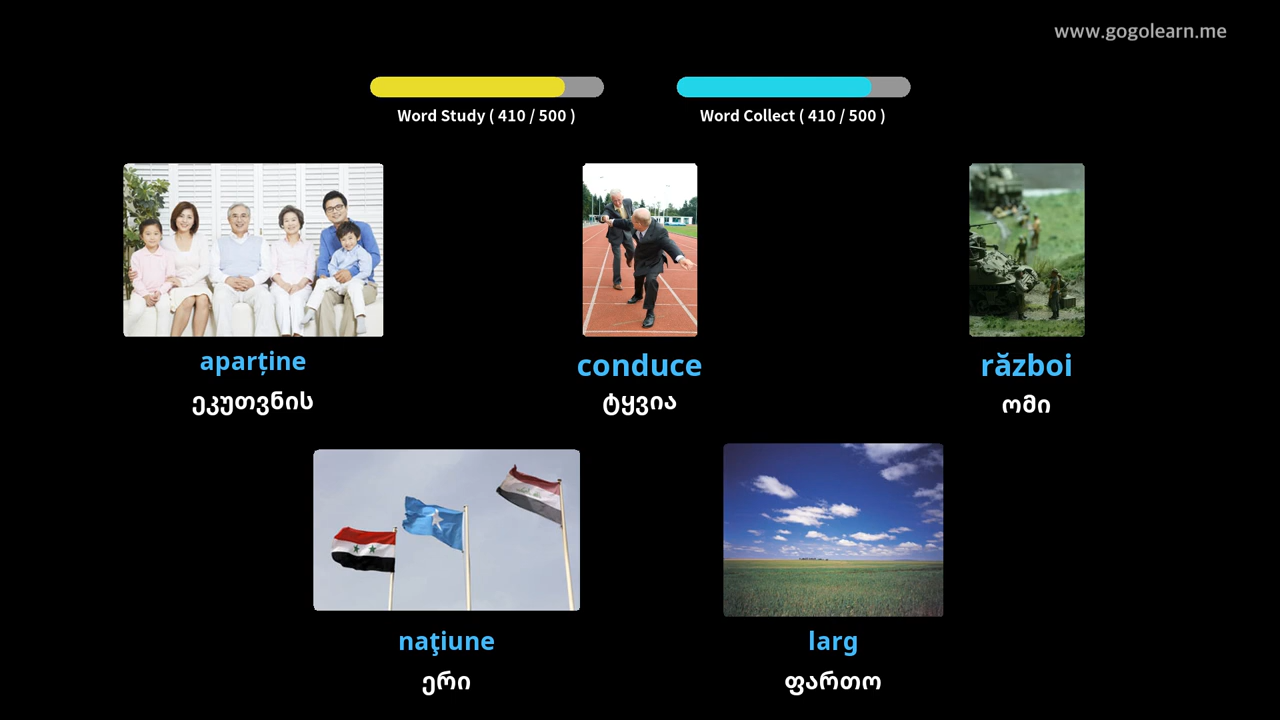 www.gogolearn.me
Word Study ( 410 / 500 )
Word Collect ( 410 / 500 )
aparține
ეკუთვნის
conduce
ტყვია
război
ომი
naţiune
ერი
larg
ფართო